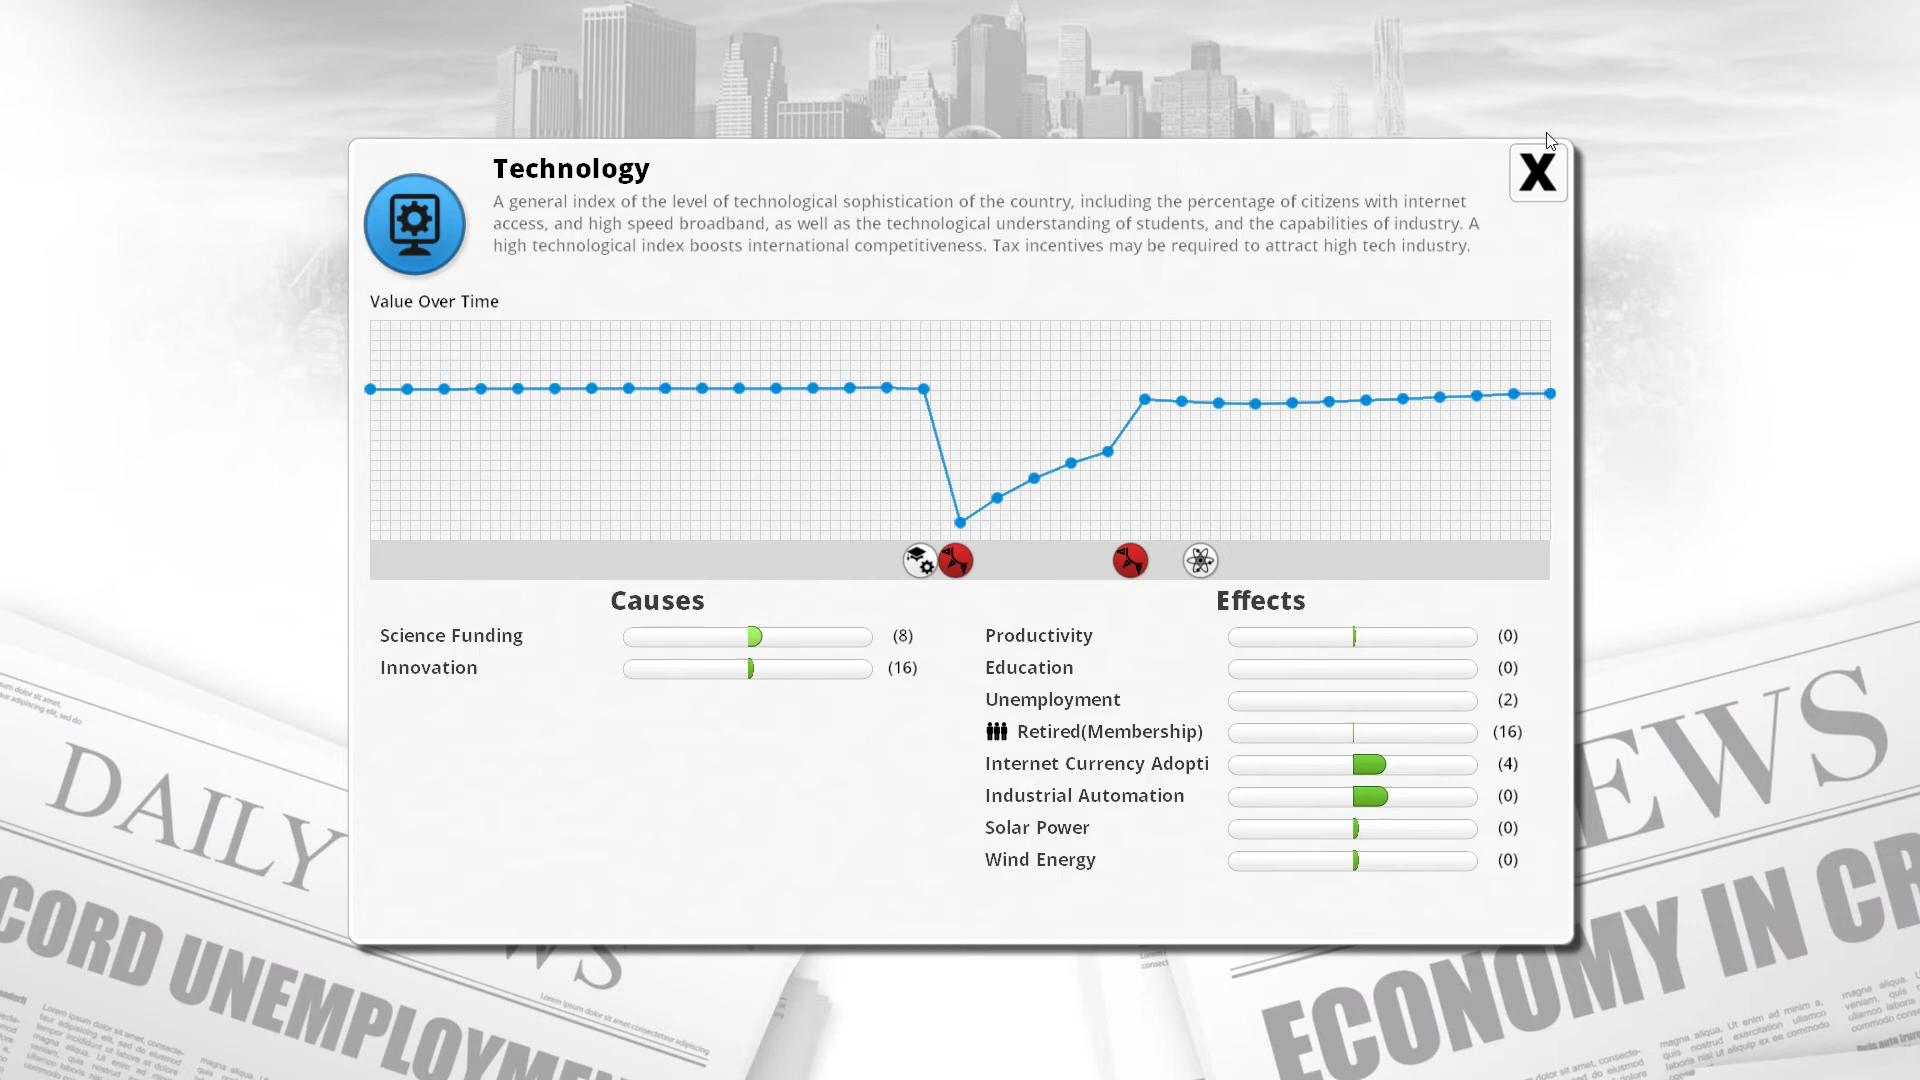 Technology
A general index of the level of technological sophistication of the country, including the percentage of citizens with internet
access, and high speed broadband, as well as the technological understanding of students, and the capabilities of industry. A
high technological index boosts international competitiveness. Tax incentives may be required to attract high tech industry.
X
Value Over Time
Causes
Science Funding (8)
Innovation (16)
Effects
Productivity (0)
Education (0)
Unemployment (2)
Retired(Membership) (16)
Internet Currency Adopti (4)
Industrial Automation (0)
Solar Power (0)
Wind Energy (0)
DAILY
WS
CORD UNEMPLOYME
EWS
ECONOMY IN CR